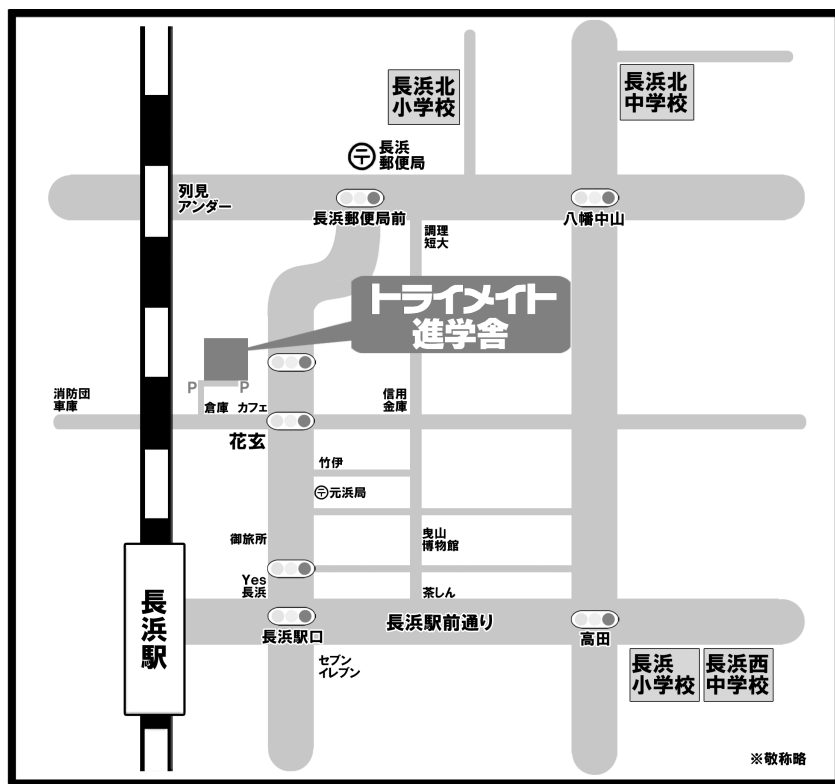 長浜北
小学校
長浜北
中学校
〒
長浜
郵便局
列見
アンダー
長浜郵便局前
八幡中山
調理
短大
トライメイト
進学舎
P
P
消防団
車庫
倉庫
カフェ
信用
金庫
花玄
竹伊
〒元浜局
御旅所
曳山
博物館
Yes
長浜
茶しん
長浜駅
長浜駅口
長浜駅前通り
高田
セブン
イレブン
長浜
小学校
長浜西
中学校
※敬称略